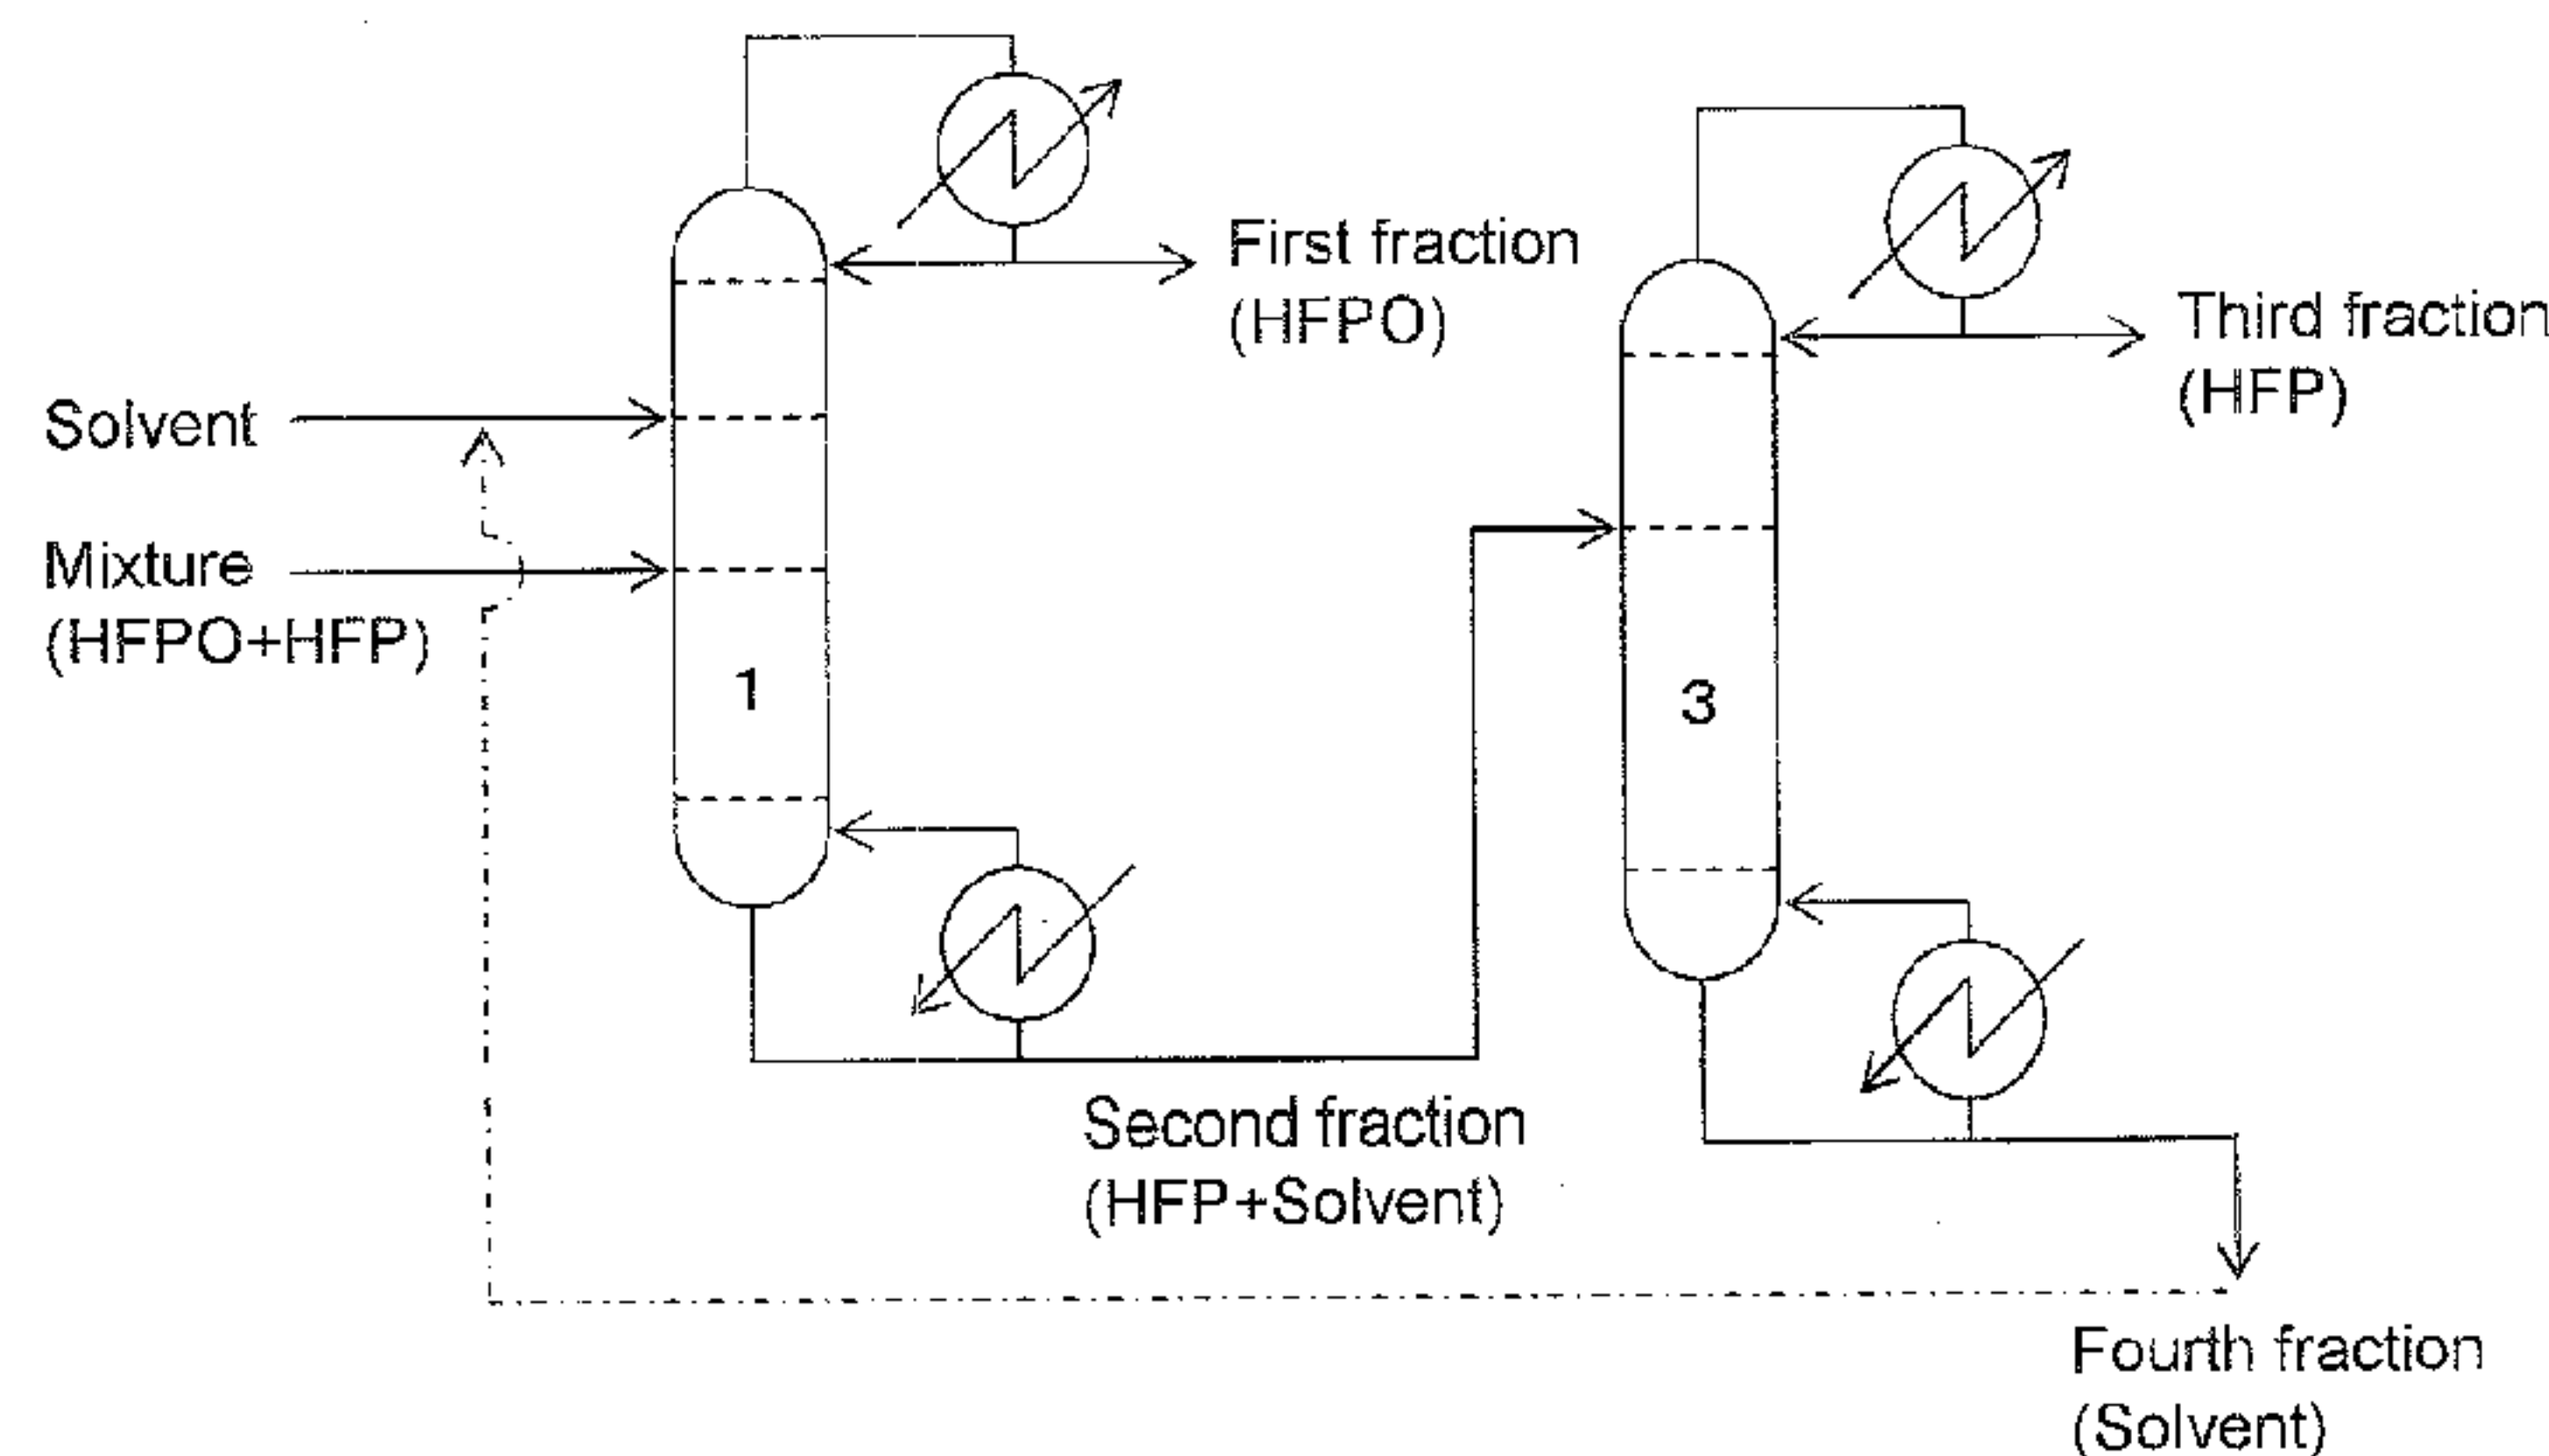 First fraction
(HFPO)
Third fraction
(HFP)
Solvent
Mixture
(HFPO+HFP)
1
3
Second fraction
(HFP+Solvent)
Fourth fraction
(Solvent)